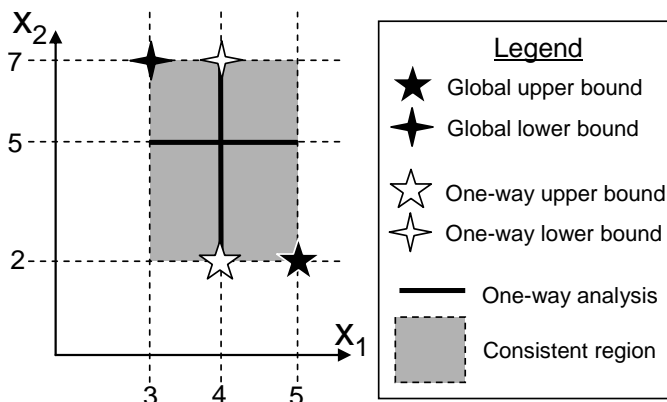 X2
7
5
2
X1
3
4
5
Legend
Global upper bound
Global lower bound
One-way upper bound
One-way lower bound
One-way analysis
Consistent region